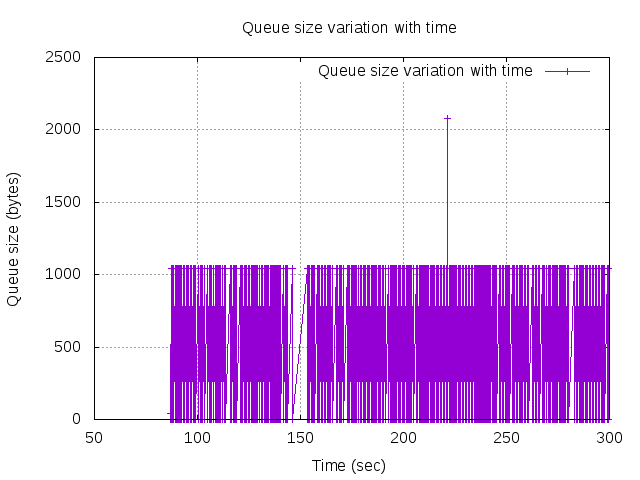 Queue size variation with time
Queue size variation with time
2500
2000
1500
1000
500
0
50 100 150 200 250 300
Queue size (bytes)
Time (sec)